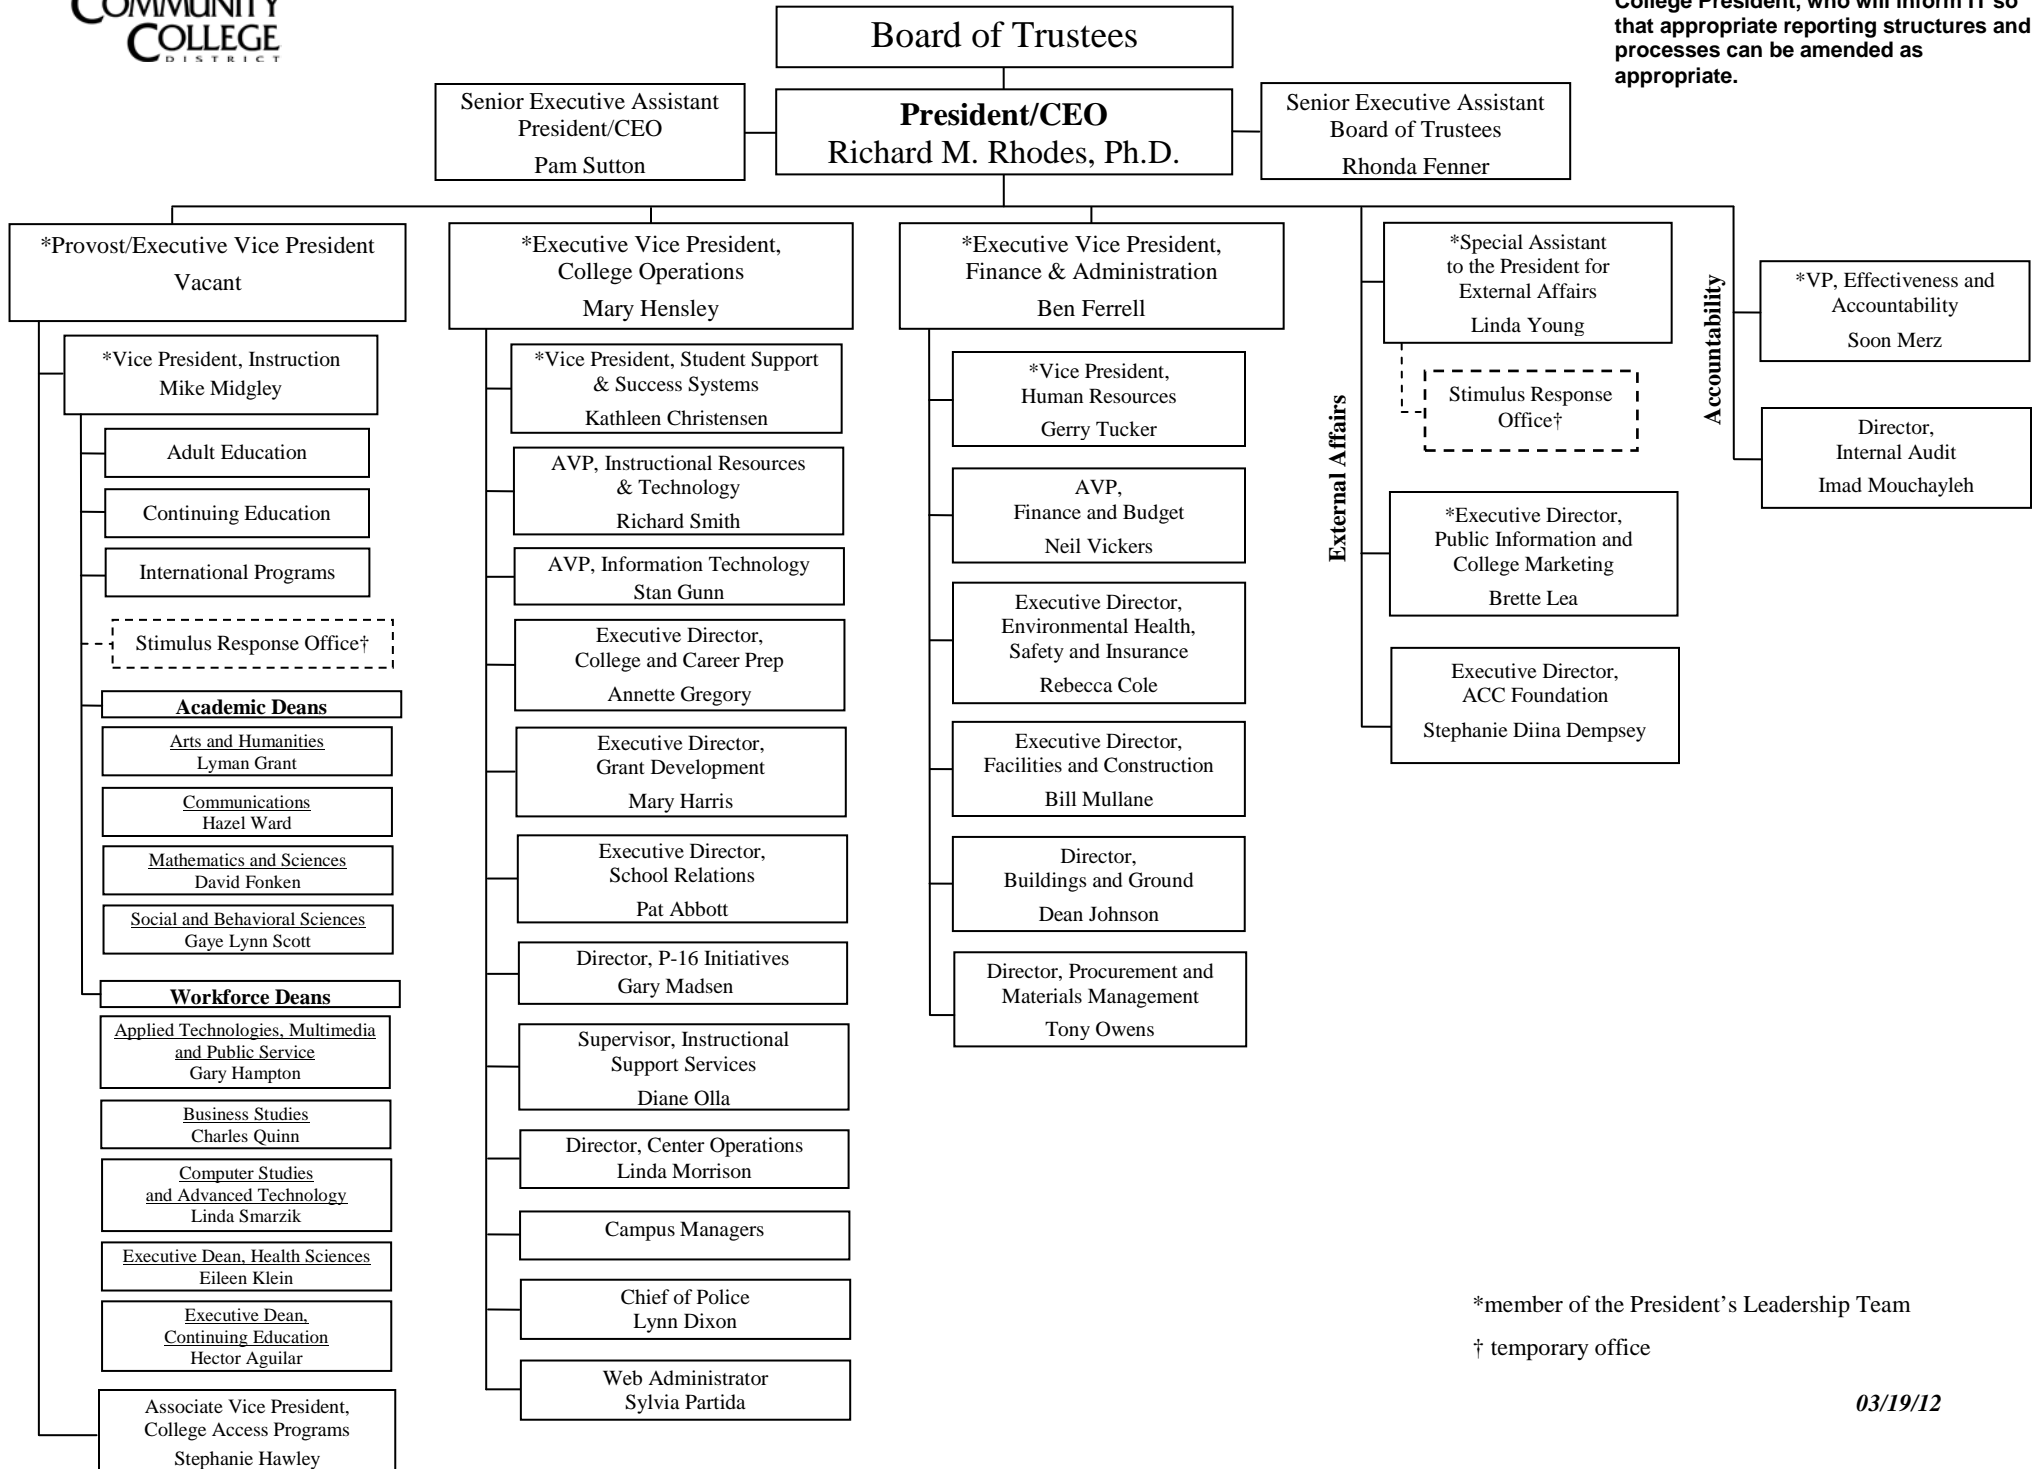 COMMUNITY
COLLEGE
DISTRICT
College President, who will inform IT so
that appropriate reporting structures and
processes can be amended as
appropriate.
Board of Trustees
Senior Executive Assistant
President/CEO
Pam Sutton
President/CEO
Richard M. Rhodes, Ph.D.
Senior Executive Assistant
Board of Trustees
Rhonda Fenner
*Provost/Executive Vice President
Vacant
*Vice President, Instruction
Mike Midgley
Adult Education
Continuing Education
International Programs
Stimulus Response Office†
Academic Deans
Arts and Humanities
Lyman Grant
Communications
Hazel Ward
Mathematics and Sciences
David Fonken
Social and Behavioral Sciences
Gaye Lynn Scott
Workforce Deans
Applied Technologies, Multimedia
and Public Service
Gary Hampton
Business Studies
Charles Quinn
Computer Studies
and Advanced Technology
Linda Smarzik
Executive Dean, Health Sciences
Eileen Klein
Executive Dean,
Continuing Education
Hector Aguilar
Associate Vice President,
College Access Programs
Stephanie Hawley
*Executive Vice President,
College Operations
Mary Hensley
*Vice President, Student Support
& Success Systems
Kathleen Christensen
AVP, Instructional Resources
& Technology
Richard Smith
AVP, Information Technology
Stan Gunn
Executive Director,
College and Career Prep
Annette Gregory
Executive Director,
Grant Development
Mary Harris
Executive Director,
School Relations
Pat Abbott
Director, P-16 Initiatives
Gary Madsen
Supervisor, Instructional
Support Services
Diane Olla
Director, Center Operations
Linda Morrison
Campus Managers
Chief of Police
Lynn Dixon
Web Administrator
Sylvia Partida
*Executive Vice President,
Finance & Administration
Ben Ferrell
*Vice President,
Human Resources
Gerry Tucker
AVP,
Finance and Budget
Neil Vickers
Executive Director,
Environmental Health,
Safety and Insurance
Rebecca Cole
Executive Director,
Facilities and Construction
Bill Mullane
Director,
Buildings and Ground
Dean Johnson
Director, Procurement and
Materials Management
Tony Owens
External Affairs
*Special Assistant
to the President for
External Affairs
Linda Young
Stimulus Response
Office†
*Executive Director,
Public Information and
College Marketing
Brette Lea
Executive Director,
ACC Foundation
Stephanie Diina Dempsey
Accountability
*VP, Effectiveness and
Accountability
Soon Merz
Director,
Internal Audit
Imad Mouchayleh
*member of the President’s Leadership Team
† temporary office
03/19/12